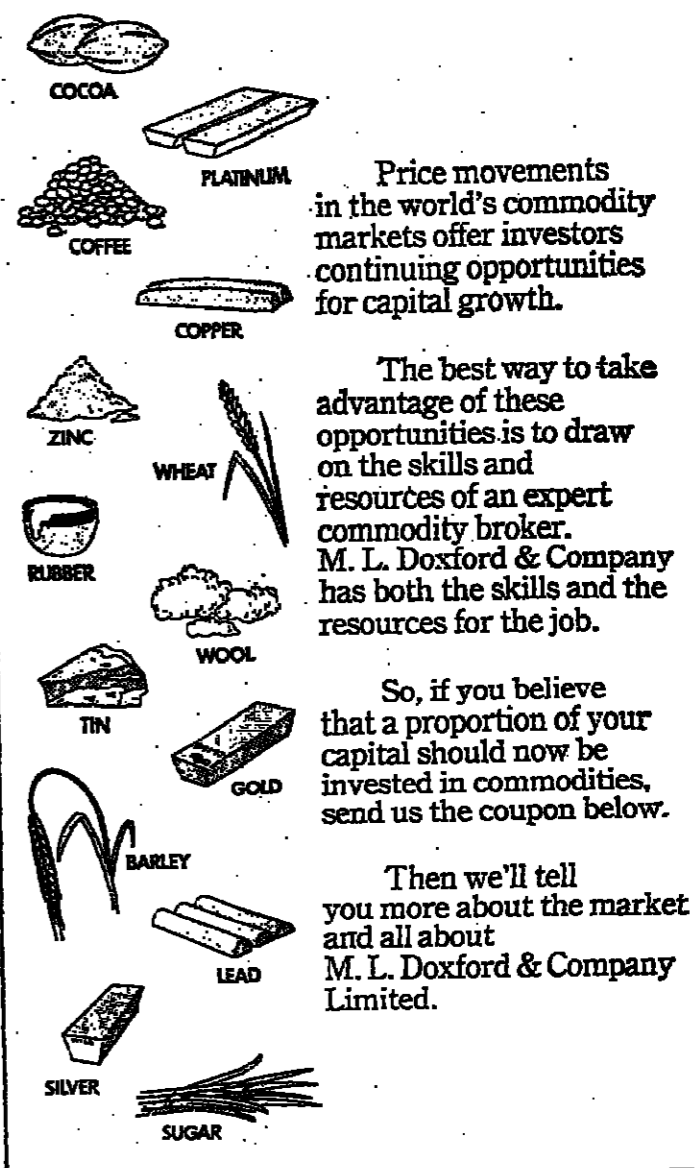 COCOA
PLATINUM
COFFEE
COPPER
ZINC
WHEAT
RUBBER
WOOL
TIN
GOLD
BARLEY
LEAD
SILVER
SUGAR
Price movements
in the world's commodity
markets offer investors
continuing opportunities
for capital growth.
The best way to take
advantage of these
opportunities is to draw
on the skills and
resources of an expert
commodity broker.
M. L. Doxford & Company
has both the skills and the
resources for the job.
So, if you believe
that a proportion of your
capital should now be
invested in commodities,
send us the coupon below.
Then we'll tell
you more about the market
and all about
M. L. Doxford & Company
Limited.